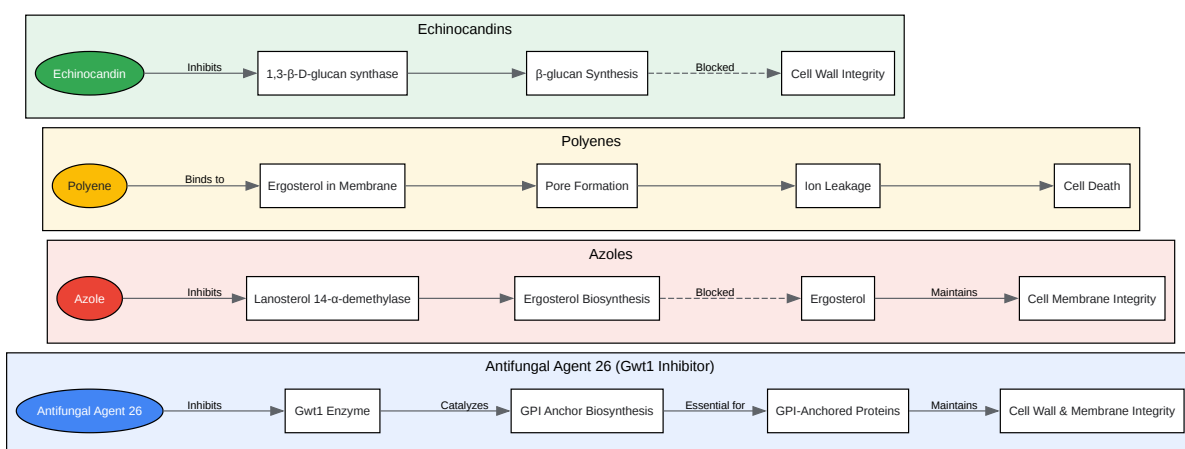 Echinocandins
Echinocandin
Inhibits
1,3-β-D-glucan synthase
β-glucan Synthesis
Blocked
Cell Wall Integrity
Polyenes
Polyene
Binds to
Ergosterol in Membrane
Pore Formation
Ion Leakage
Cell Death
Azoles
Azole
Inhibits
Lanosterol 14-α-demethylase
Ergosterol Biosynthesis
Blocked
Ergosterol
Maintains
Cell Membrane Integrity
Antifungal Agent 26 (Gwt1 Inhibitor)
Antifungal Agent 26
Inhibits
Gwt1 Enzyme
Catalyzes
GPI Anchor Biosynthesis
Essential for
GPI-Anchored Proteins
Maintains
Cell Wall & Membrane Integrity